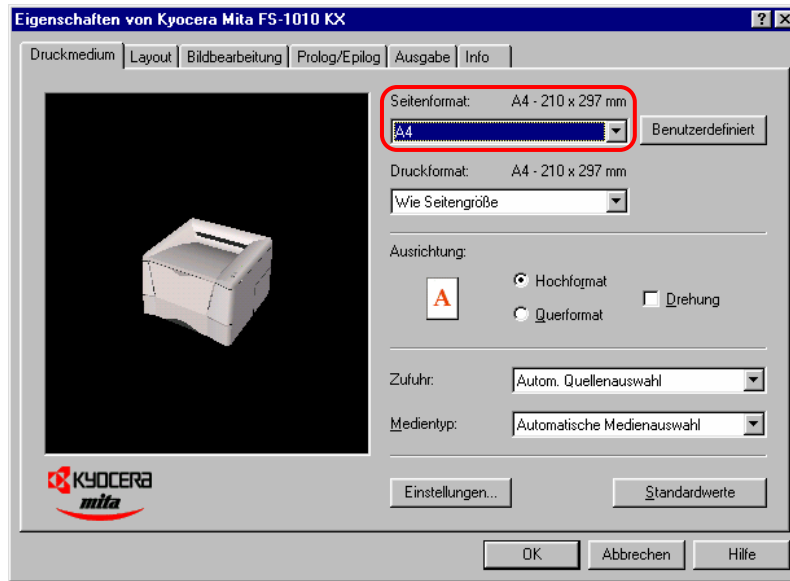 Eigenschaften von Kyocera Mita FS-1010 KX
Druckmedium Layout Bildbearbeitung Prolog/Epilog Ausgabe Info
Seitenformat: A4 - 210 x 297 mm
A4 Benutzerdefiniert
Druckformat: A4 - 210 x 297 mm
Wie Seitengröße
Ausrichtung:
A
Hochformat
Drehung
Querformat
Zufuhr: Autom. Quellenauswahl
Medientyp: Automatische Medienauswahl
KYOCERA
mita
Einstellungen... Standardwerte
OK Abbrechen Hilfe